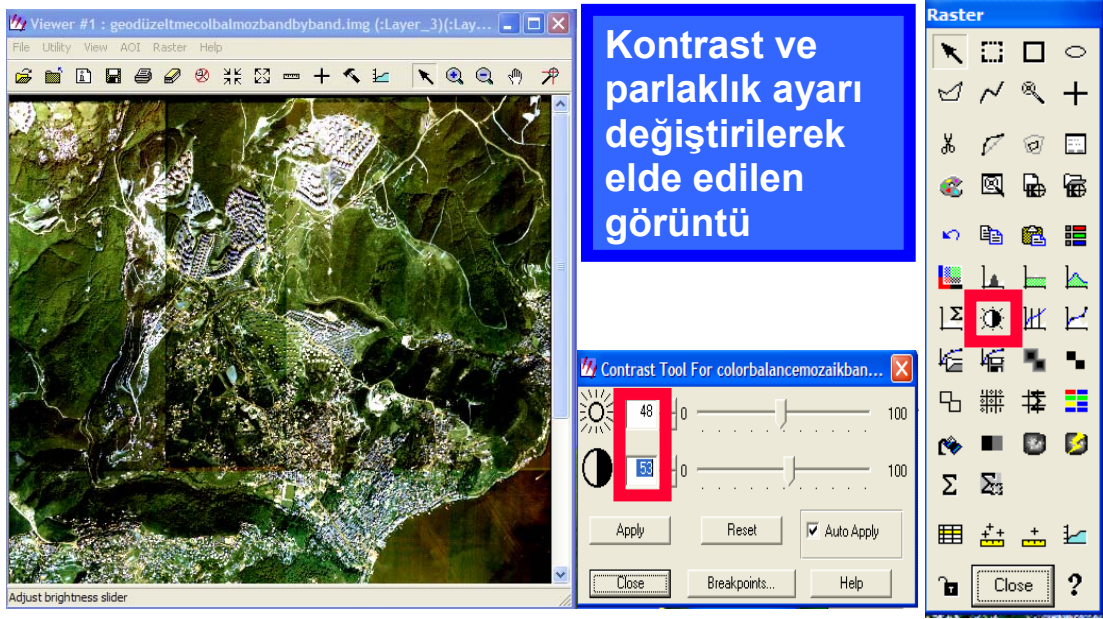 Viewer #1 : geodüzeltmecolbalmozbandbyband.img (:Layer_3)(:Lay...
File Utility View AOI Raster Help
Adjust brightness slider
Kontrast ve
parlaklık ayarı
değiştirilerek
elde edilen
görüntü
Contrast Tool For colorbalancemozaikban...
48 0 100
53 0 100
Apply Reset Auto Apply
Close Breakpoints... Help
Raster
Close